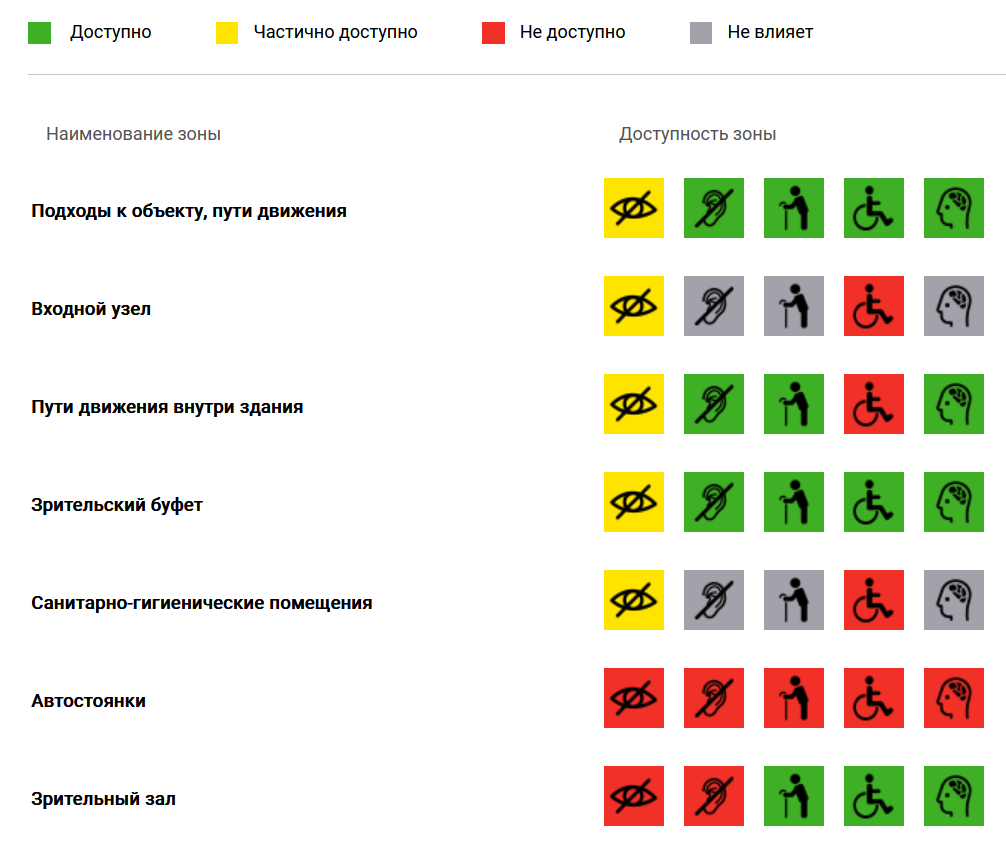 Доступно Частично доступно Не доступно Не влияет
Наименование зоны Доступность зоны
Подходы к объекту, пути движения
Входной узел
Пути движения внутри здания
Зрительский буфет
Санитарно-гигиенические помещения
Автостоянки
Зрительный зал